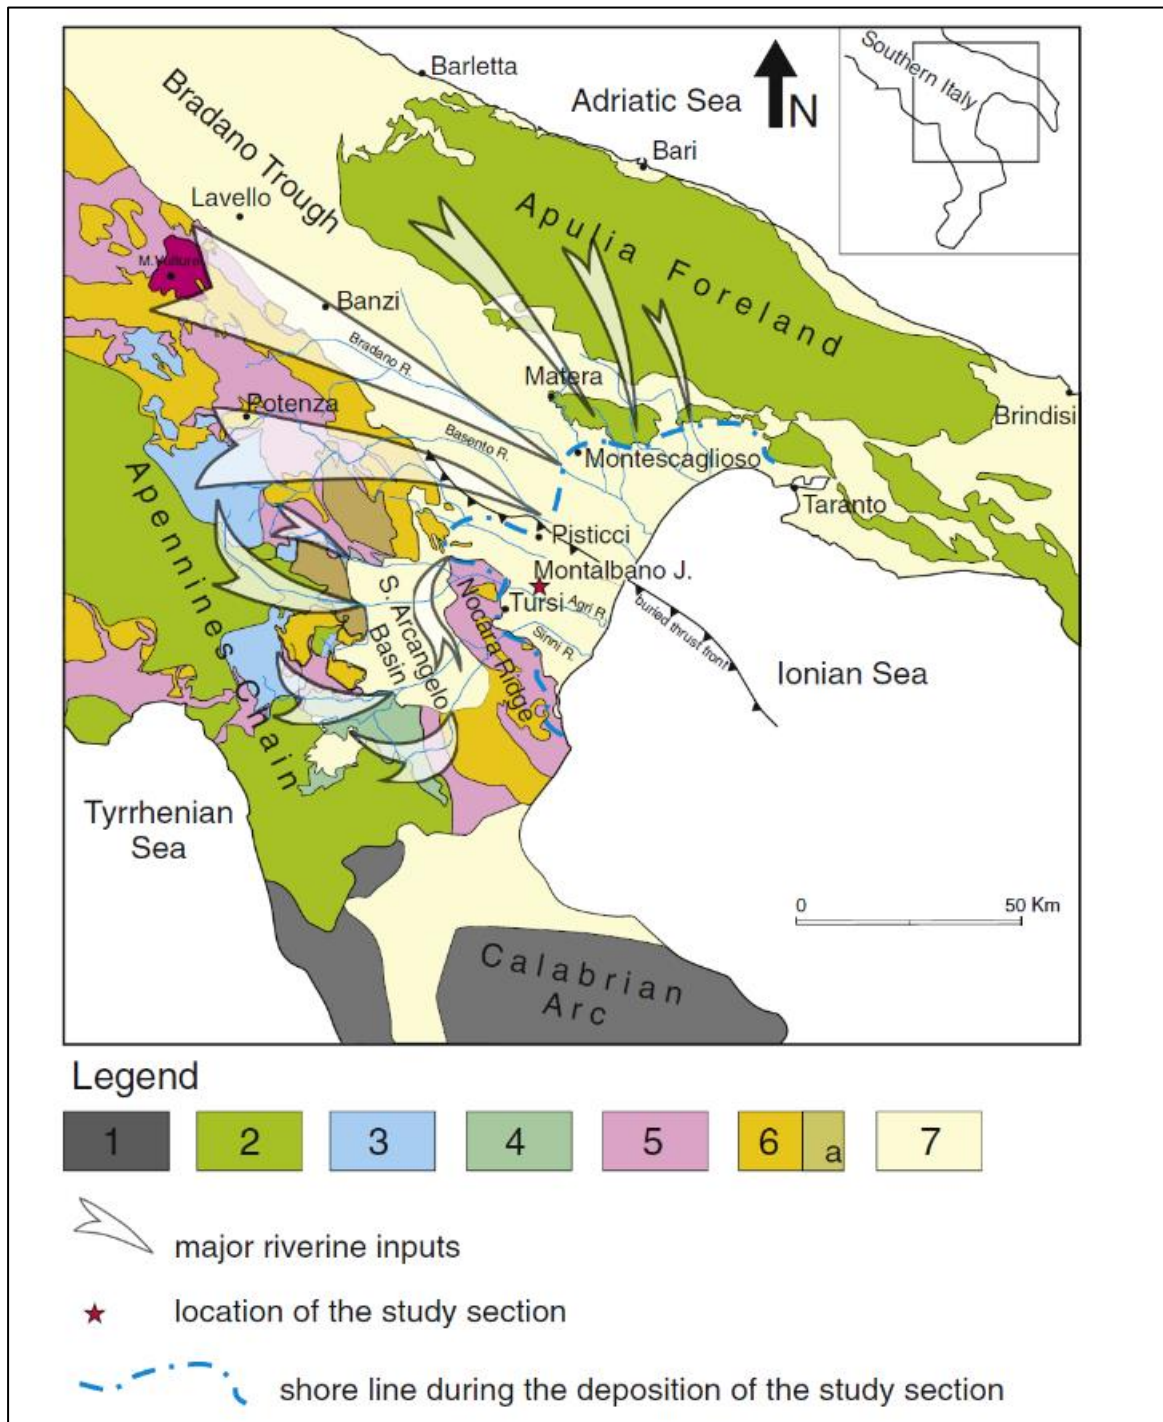 Barletta
Adriatic Sea
N
Southern Italy
Bari
Bradano Trough
Lavello
Apulia Foreland
M. Vulture
Banzi
Bradano R.
Matera
Potenza
Brindisi
Basento R.
Montescaglioso
Taranto
Apennines Chain
Pisticci
Montalbano J.
S. Arcangelo
Basin
Nocara Ridge
Tursi
Agri R.
buried thrust front
Sinni R.
Ionian Sea
Tyrrhenian
Sea
0 50 Km
Calabrian
Arc
Legend
1 2 3 4 5 6 a 7
major riverine inputs
location of the study section
shore line during the deposition of the study section